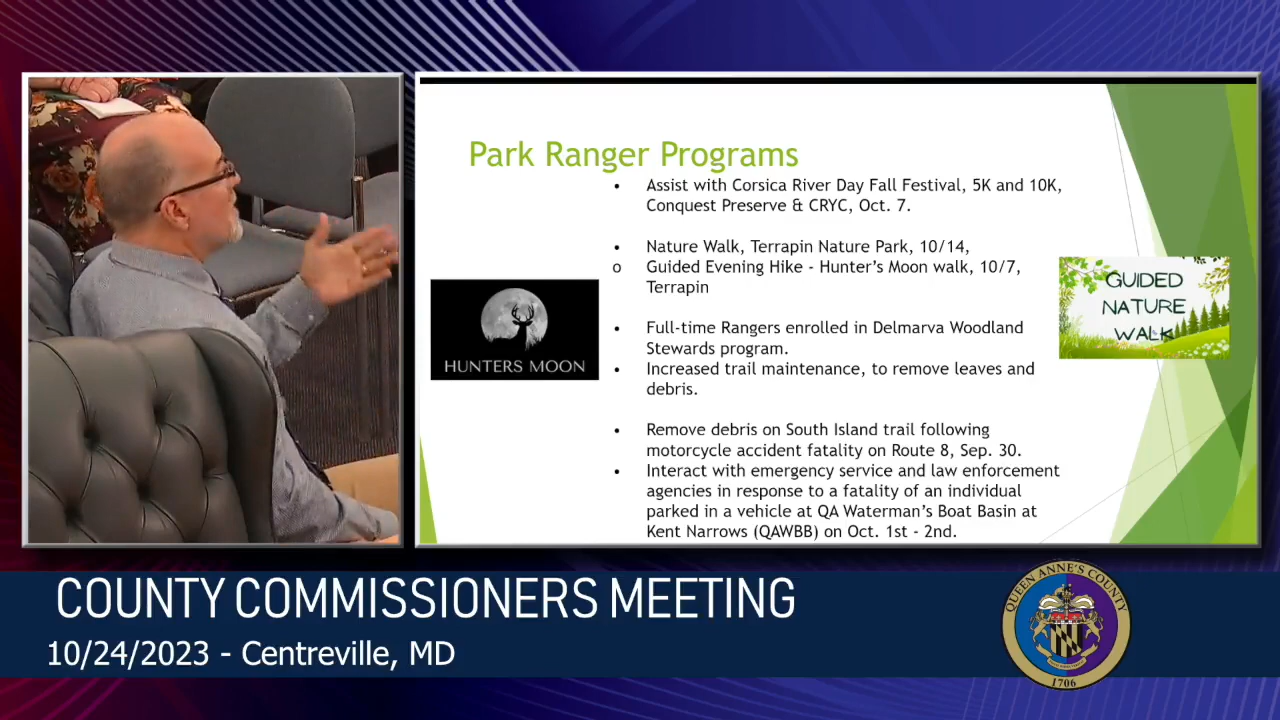 Park Ranger Programs
• Assist with Corsica River Day Fall Festival, 5K and 10K,
Conquest Preserve & CRYC, Oct. 7.
• Nature Walk, Terrapin Nature Park, 10/14,
o Guided Evening Hike - Hunter's Moon walk, 10/7,
Terrapin
• Full-time Rangers enrolled in Delmarva Woodland
Stewards program.
• Increased trail maintenance, to remove leaves and
debris.
• Remove debris on South Island trail following
motorcycle accident fatality on Route 8, Sep. 30.
• Interact with emergency service and law enforcement
agencies in response to a fatality of an individual
parked in a vehicle at QA Waterman's Boat Basin at
Kent Narrows (QAWBB) on Oct. 1st - 2nd.
HUNTERS MOON
GUIDED
NATURE
WALK
COUNTY COMMISSIONERS MEETING
10/24/2023 - Centreville, MD
QUEEN ANNE'S COUNTY
1706